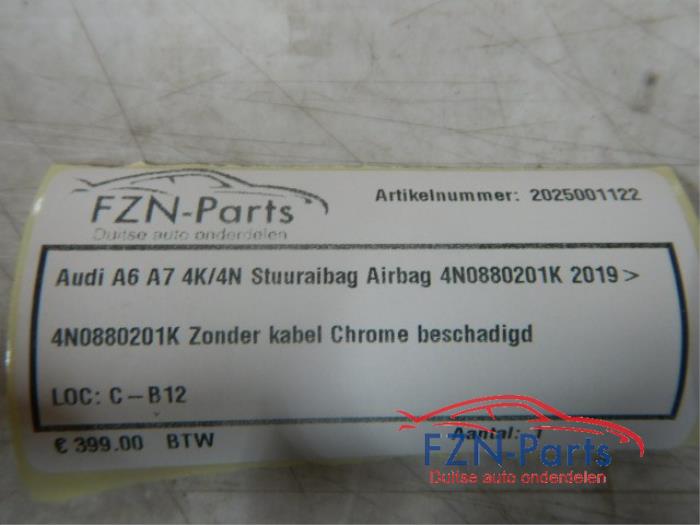 FZN-Parts
Duitse auto onderdelen
Artikelnummer: 2025001122
Audi A6 A7 4K/4N Stuuraibag Airbag 4N0880201K 2019>
4N0880201K Zonder kabel Chrome beschadigd
LOC: C-B12
€ 399.00 BTW
Aantal: 1
FZN-Parts
Duitse auto onderdelen